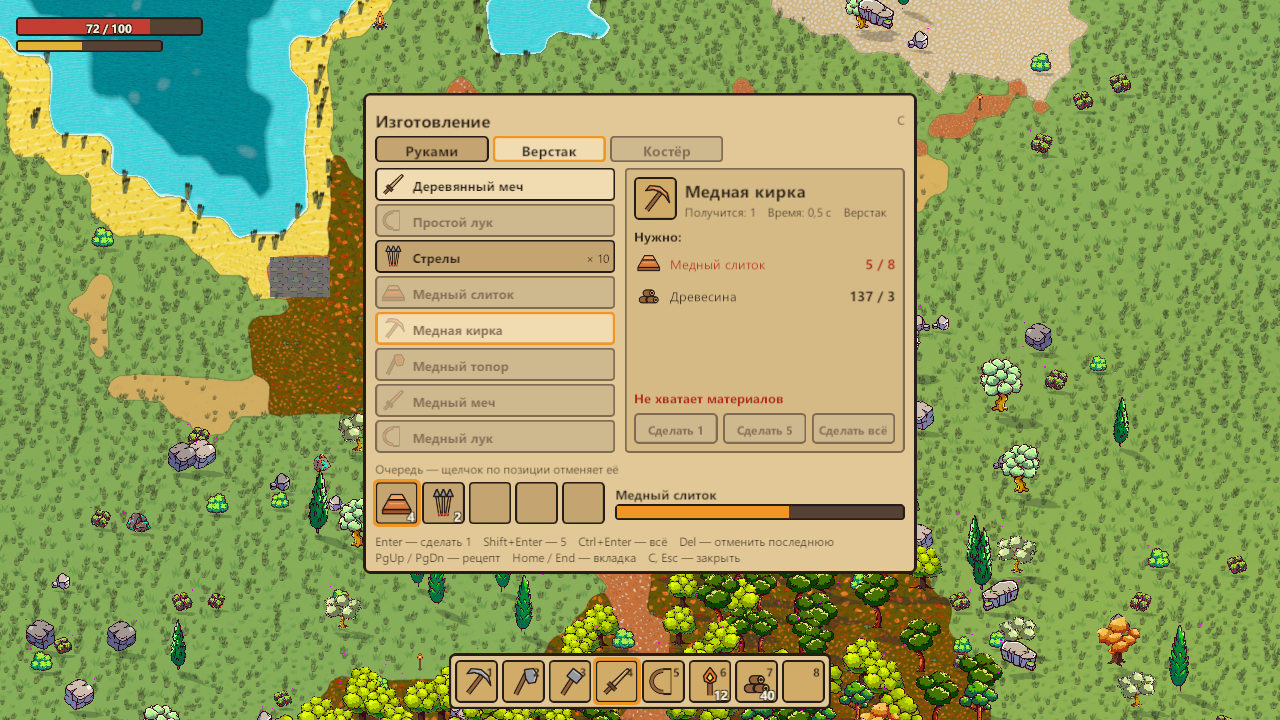 72 / 100
Изготовление
C
Руками
Верстак
Костёр
Деревянный меч
Простой лук
Стрелы × 10
Медный слиток
Медная кирка
Медный топор
Медный меч
Медный лук
Медная кирка
Получится: 1 Время: 0,5 с Верстак
Нужно:
Медный слиток 5 / 8
Древесина 137 / 3
Не хватает материалов
Сделать 1
Сделать 5
Сделать всё
Очередь — щелчок по позиции отменяет её
4
2
Медный слиток
Enter — сделать 1 Shift+Enter — 5 Ctrl+Enter — всё Del — отменить последнюю
PgUp / PgDn — рецепт Home / End — вкладка C, Esc — закрыть
5
6
12
7
40
8